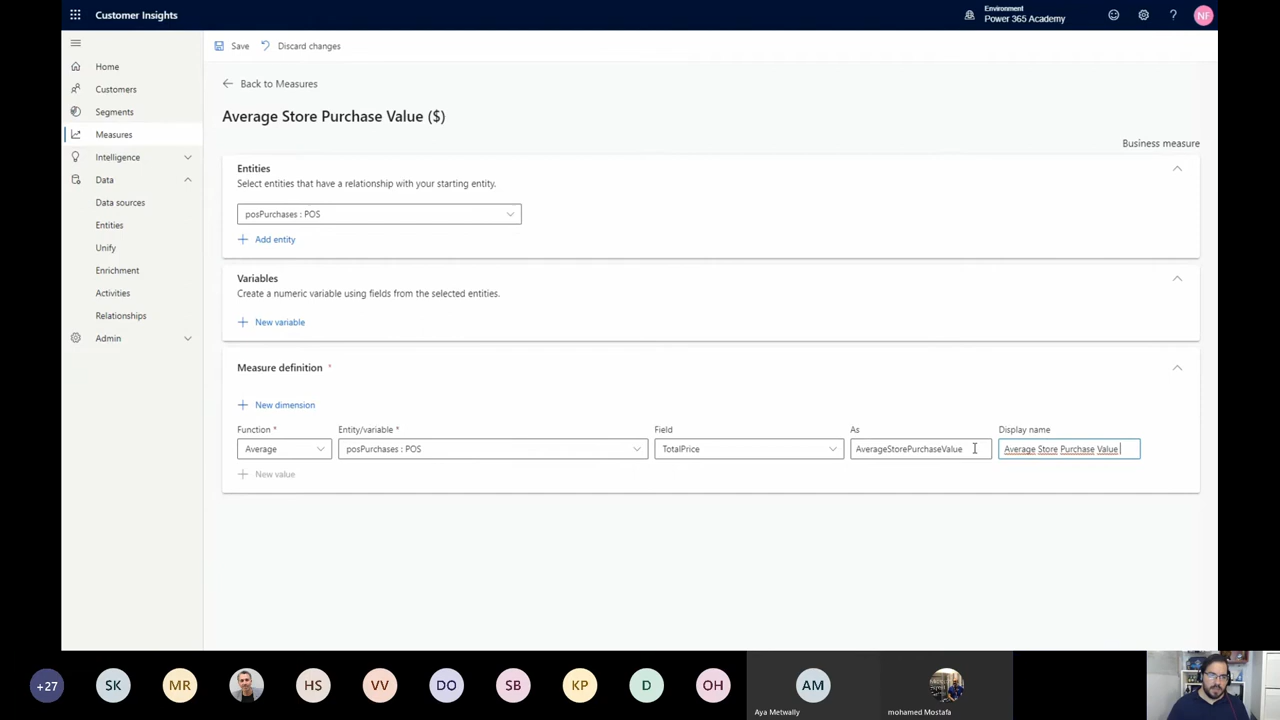 Customer Insights
Environment
Power 365 Academy
?
NF
Save
Discard changes
Home
Customers
Segments
Measures
Intelligence
Data
Data sources
Entities
Unify
Enrichment
Activities
Relationships
Admin
Back to Measures
Average Store Purchase Value ($)
Business measure
Entities
Select entities that have a relationship with your starting entity.
posPurchases : POS
+ Add entity
Variables
Create a numeric variable using fields from the selected entities.
+ New variable
Measure definition *
+ New dimension
Function * Entity/variable * Field As Display name
Average posPurchases : POS TotalPrice AverageStorePurchaseValue Average Store Purchase Value
+ New value
+27 SK MR HS VV DO SB KP D OH AM
Aya Metwally
mohamed Mostafa